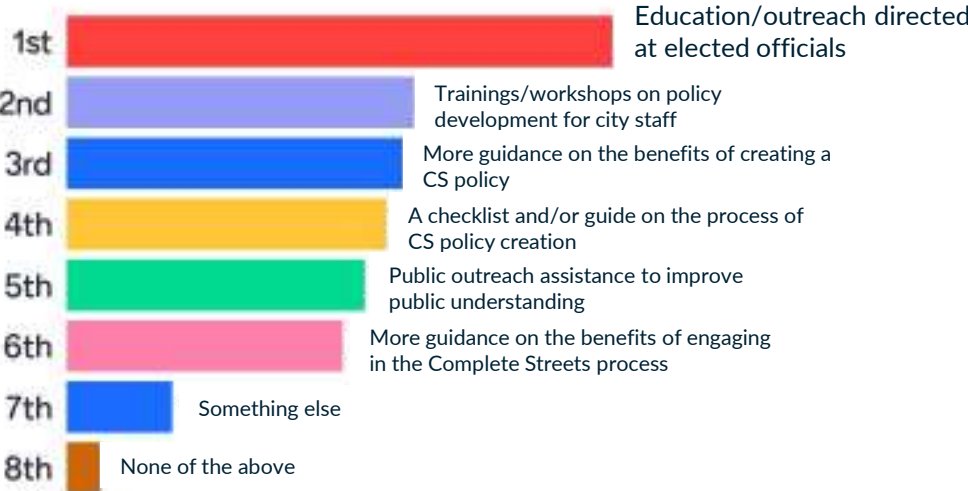 1st
Education/outreach directed
at elected officials
2nd
Trainings/workshops on policy
development for city staff
3rd
More guidance on the benefits of creating a
CS policy
4th
A checklist and/or guide on the process of
CS policy creation
5th
Public outreach assistance to improve
public understanding
6th
More guidance on the benefits of engaging
in the Complete Streets process
7th
Something else
8th
None of the above